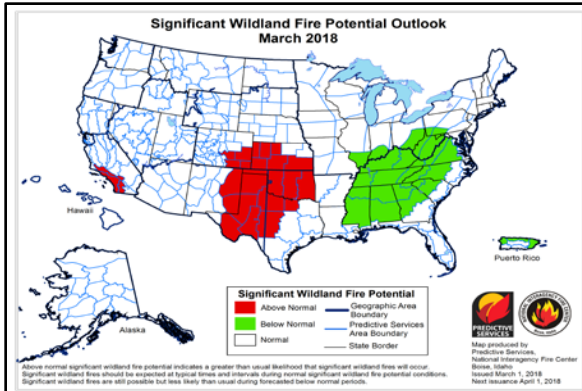 Significant Wildland Fire Potential Outlook
March 2018
Hawaii
Alaska
Puerto Rico
Significant Wildland Fire Potential
Above Normal
Below Normal
Normal
Geographic Area
Boundary
Predictive Services
Area Boundary
State Border
PREDICTIVE
SERVICES
Map produced by
Predictive Services,
National Interagency Fire Center
Boise, Idaho
Issued March 1, 2018
Next issuance April 1, 2018
Above normal significant wildland fire potential indicates a greater than usual likelihood that significant wildland fires will occur.
Significant wildland fires should be expected at typical times and intervals during normal significant wildland fire potential conditions.
Significant wildland fires are still possible but less likely than usual during forecasted below normal periods.